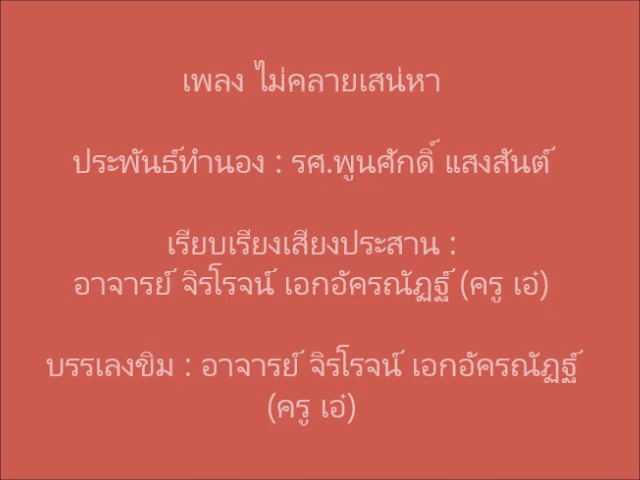 เพลง ไม่คลายเสน่หา
ประพันธ์ทำนอง : รศ.พูนศักดิ์ แสงสันต์
เรียบเรียงเสียงประสาน :
อาจารย์ จิรโรจน์ เอกอัครณัฏฐ์ (ครู เอ๋)
บรรเลงขิม : อาจารย์ จิรโรจน์ เอกอัครณัฏฐ์
(ครู เอ๋)